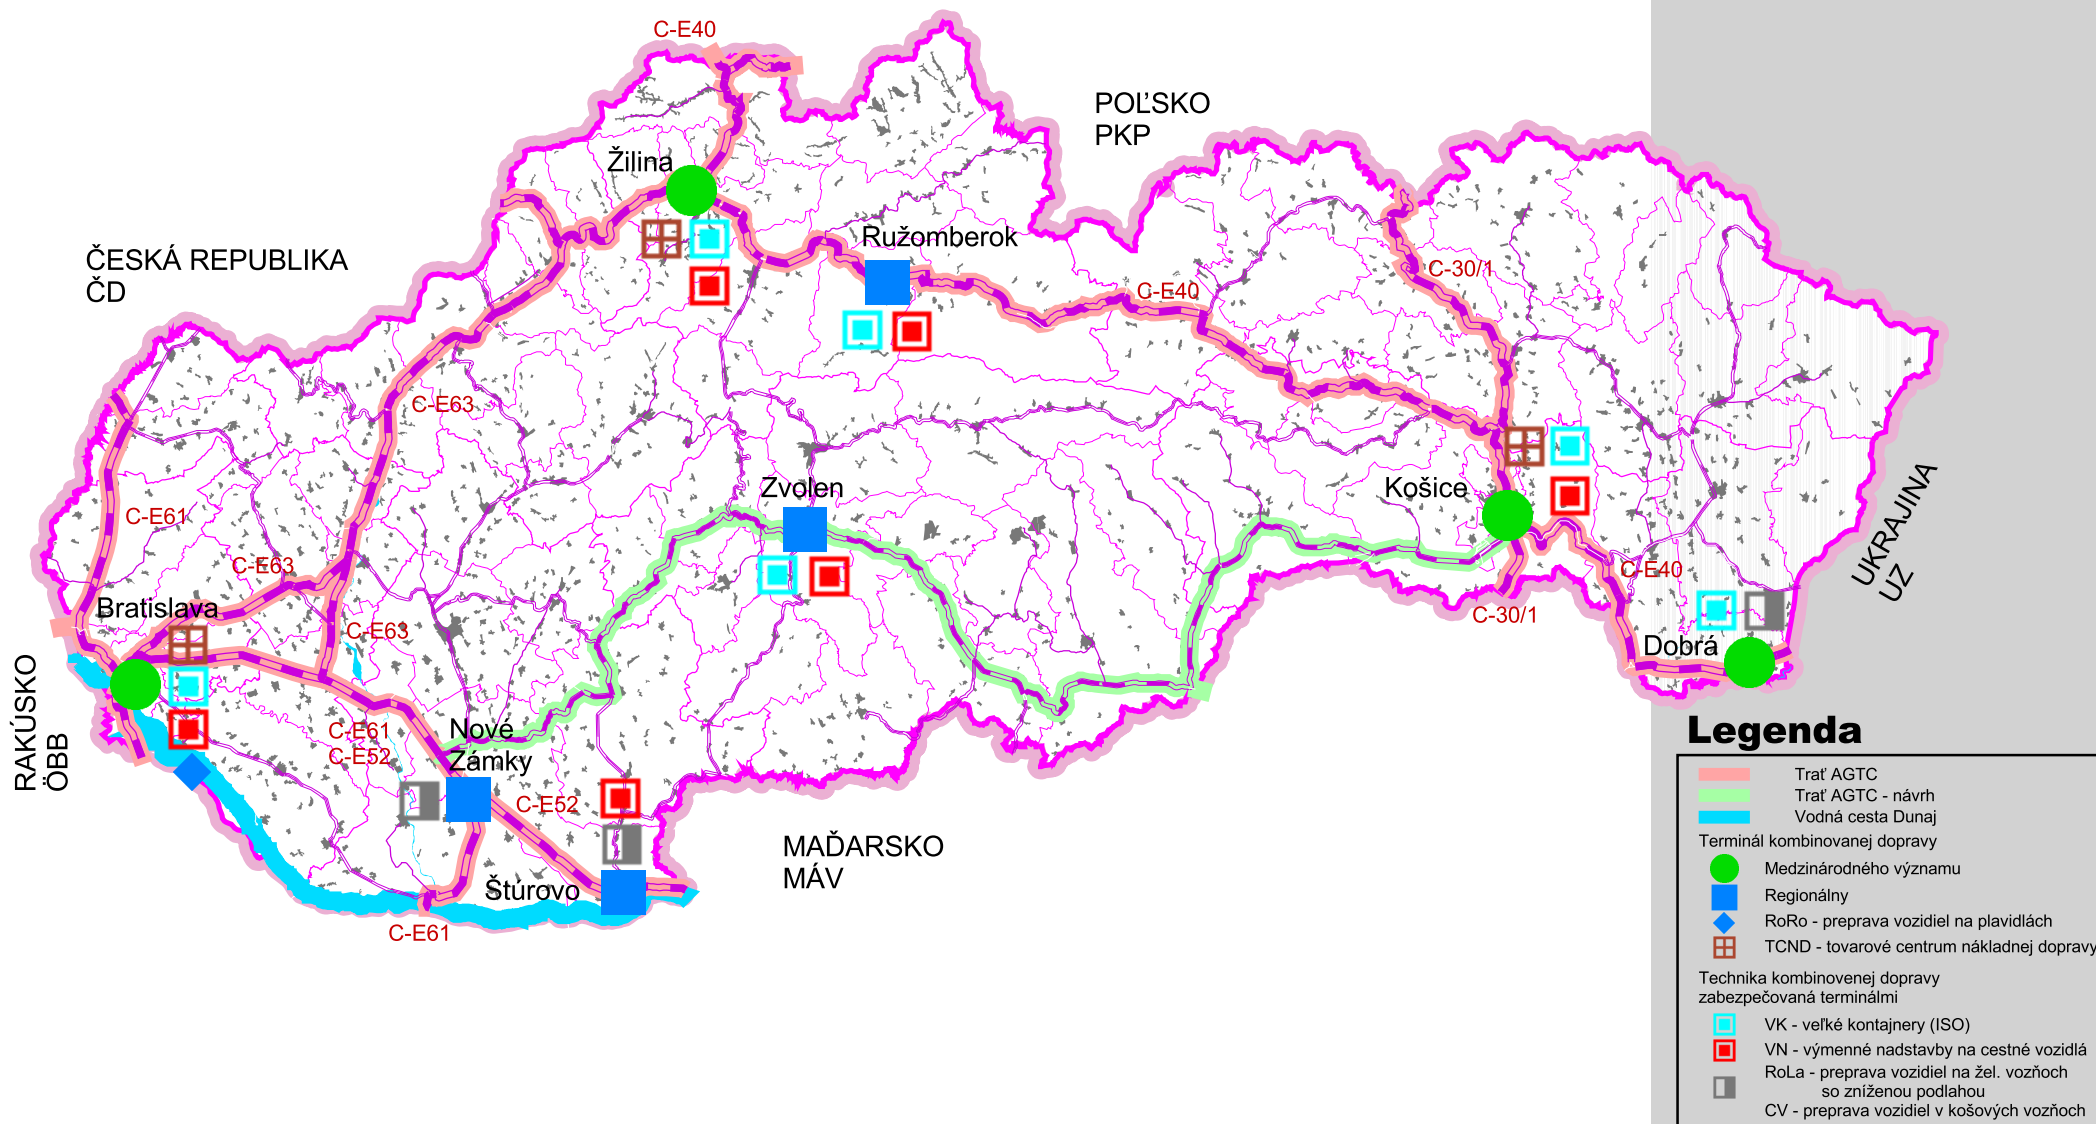 C-E40
POĽSKO
PKP
Žilina
Ružomberok
ČESKÁ REPUBLIKA
ČD
C-30/1
C-E40
C-E63
Zvolen
Košice
C-E61
UKRAJINA
UZ
C-E63
C-E40
Bratislava
C-30/1
C-E63
Dobrá
RAKÚSKO
ÖBB
C-E61
C-E52
Nové
Zámky
C-E52
MAĎARSKO
MÁV
Štúrovo
C-E61
Legenda
Trať AGTC
Trať AGTC - návrh
Vodná cesta Dunaj
Terminál kombinovanej dopravy
Medzinárodného významu
Regionálny
RoRo - preprava vozidiel na plavidlách
TCND - tovarové centrum nákladnej dopravy
Technika kombinovenej dopravy
zabezpečovaná terminálmi
VK - veľké kontajnery (ISO)
VN - výmenné nadstavby na cestné vozidlá
RoLa - preprava vozidiel na žel. vozňoch
so zníženou podlahou
CV - preprava vozidiel v košových vozňoch